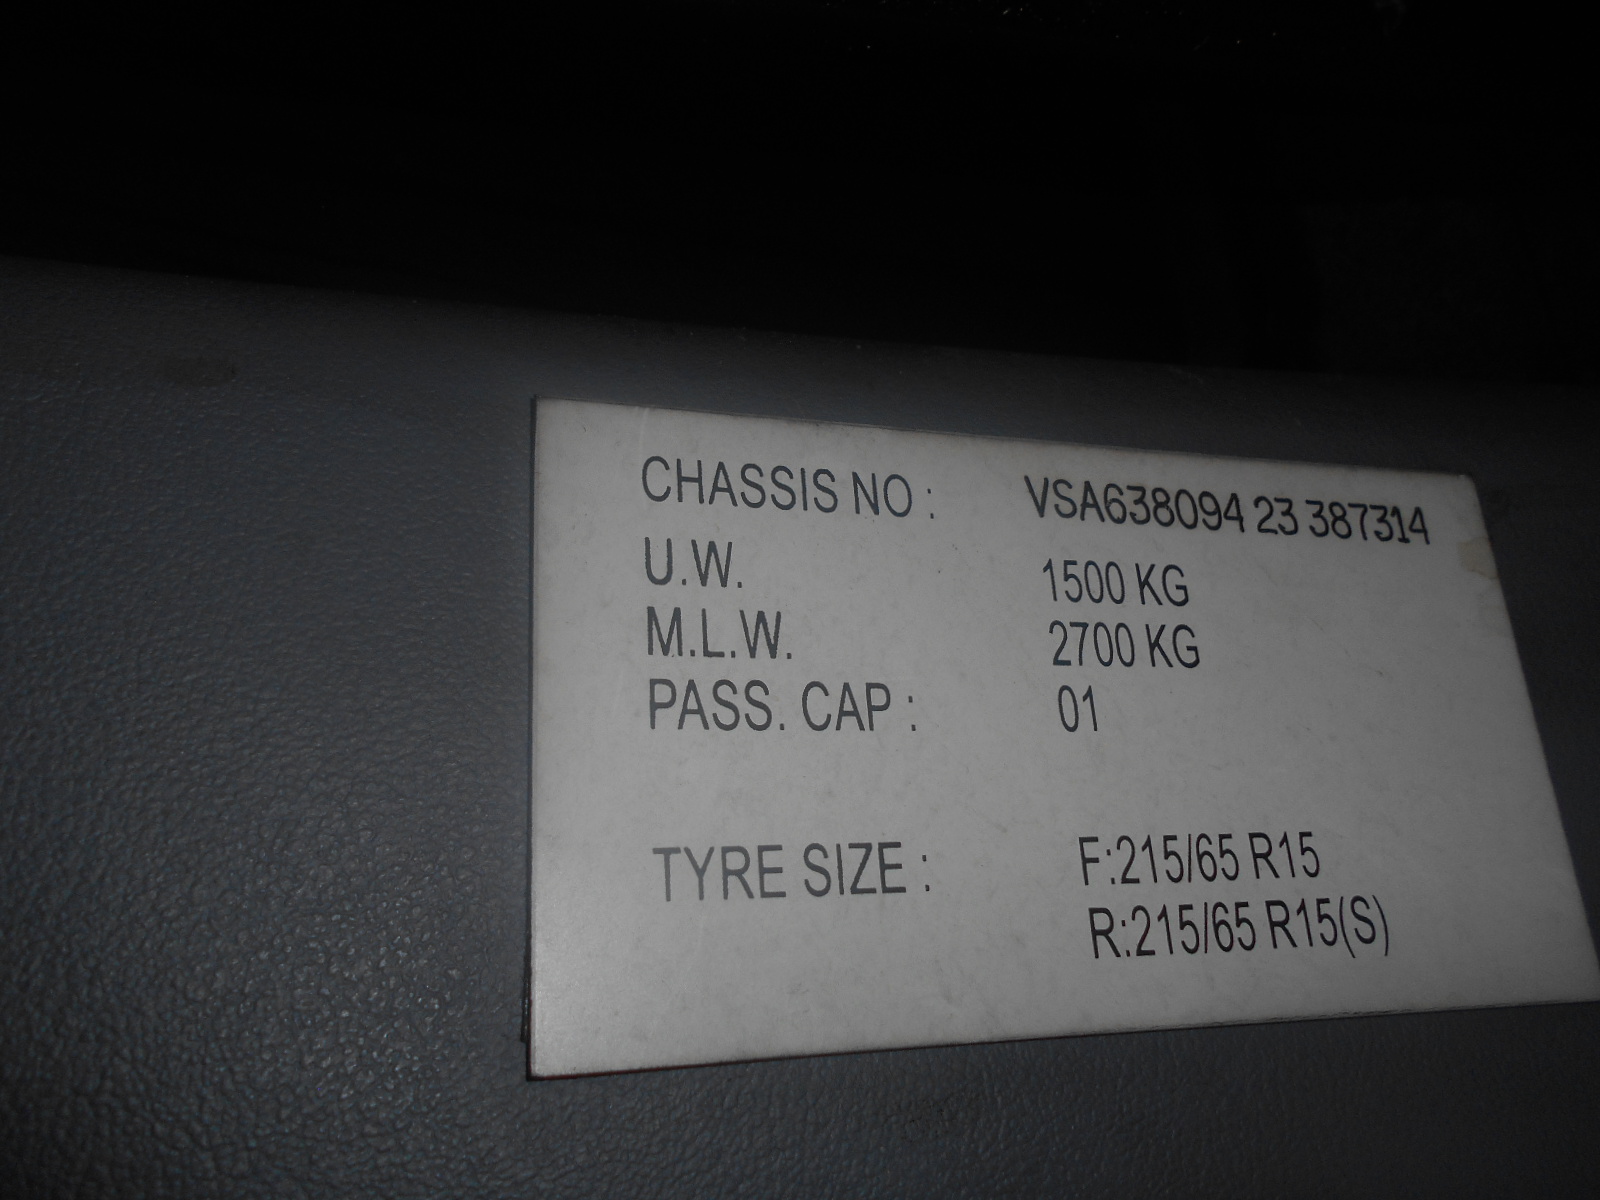 CHASSIS NO : VSA638094 23 387314
U.W. 1500 KG
M.L.W. 2700 KG
PASS. CAP : 01
TYRE SIZE : F:215/65 R15
R:215/65 R15(S)